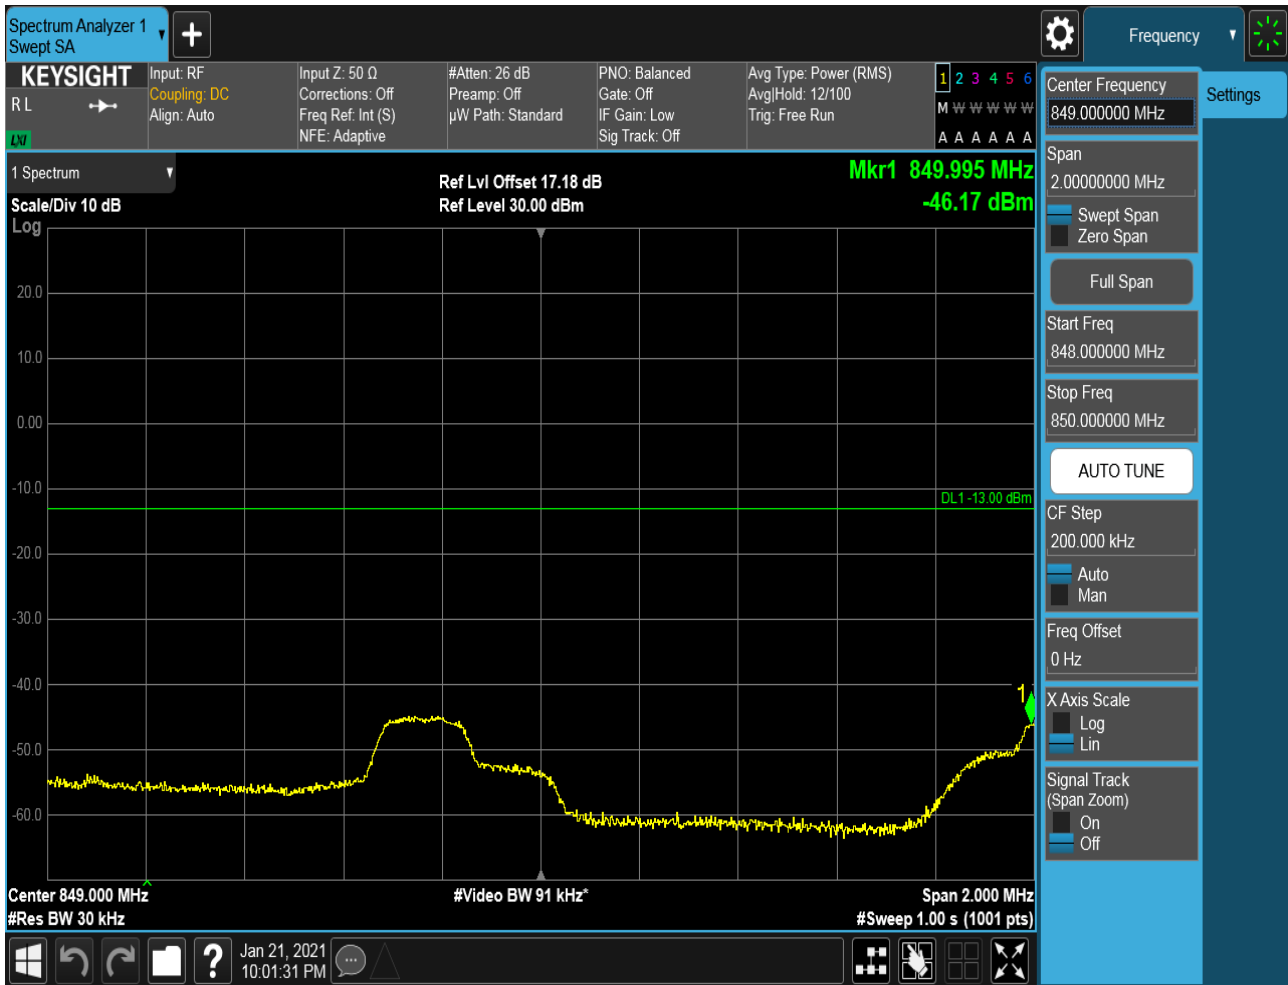 Spectrum Analyzer 1
Swept SA
+
Frequency
KEYSIGHT
R L
LXI
Input: RF
Coupling: DC
Align: Auto
Input Z: 50 Ω
Corrections: Off
Freq Ref: Int (S)
NFE: Adaptive
#Atten: 26 dB
Preamp: Off
µW Path: Standard
PNO: Balanced
Gate: Off
IF Gain: Low
Sig Track: Off
Avg Type: Power (RMS)
Avg|Hold: 12/100
Trig: Free Run
1 2 3 4 5 6
M W W W W W
A A A A A A
1 Spectrum
Scale/Div 10 dB
Log
Ref Lvl Offset 17.18 dB
Ref Level 30.00 dBm
Mkr1 849.995 MHz
-46.17 dBm
20.0
10.0
0.00
-10.0
-20.0
-30.0
-40.0
-50.0
-60.0
DL1 -13.00 dBm
1
Center 849.000 MHz
#Res BW 30 kHz
#Video BW 91 kHz*
Span 2.000 MHz
#Sweep 1.00 s (1001 pts)
Center Frequency
849.000000 MHz
Settings
Span
2.00000000 MHz
Swept Span
Zero Span
Full Span
Start Freq
848.000000 MHz
Stop Freq
850.000000 MHz
AUTO TUNE
CF Step
200.000 kHz
Auto
Man
Freq Offset
0 Hz
X Axis Scale
Log
Lin
Signal Track
(Span Zoom)
On
Off
?
Jan 21, 2021
10:01:31 PM